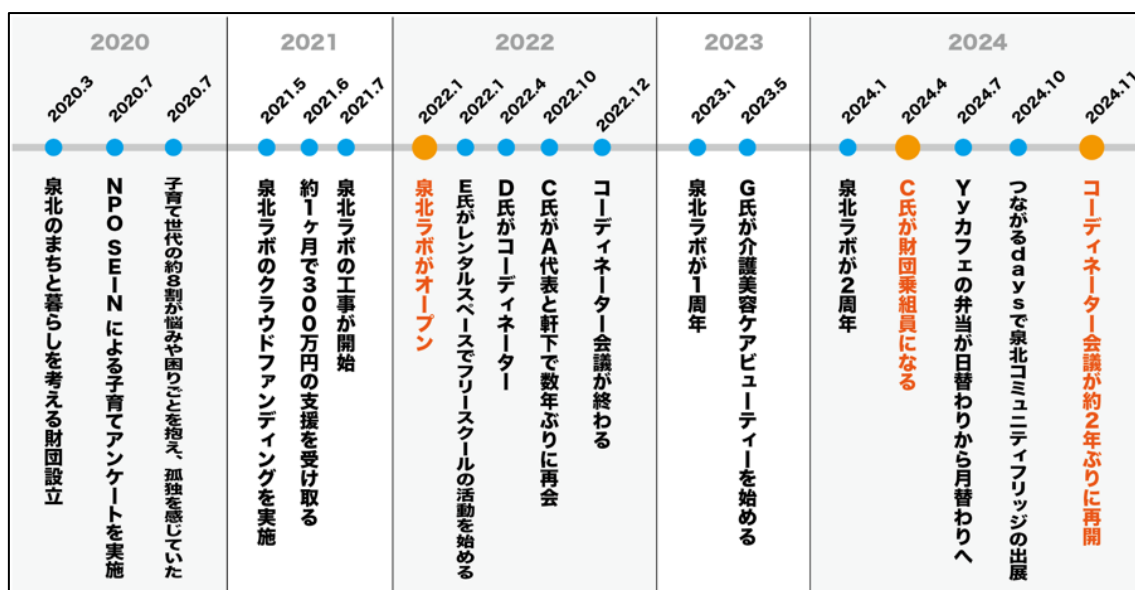 2020
2020.3
泉北のまちと暮らしを考える財団設立
2020.7
NPO SEIN による子育てアンケートを実施
2020.7
子育て世代の約8割が悩みや困りごとを抱え、孤独を感じていた
2021
2021.5
泉北ラボのクラウドファンディングを実施
2021.6
約1ヶ月で300万円の支援を受け取る
2021.7
泉北ラボの工事が開始
2022
2022.1
泉北ラボがオープン
2022.1
E氏がレンタルスペースでフリースクールの活動を始める
2022.4
D氏がコーディネーター
2022.10
C氏がA代表と軒下で数年ぶりに再会
2022.12
コーディネーター会議が終わる
2023
2023.1
泉北ラボが1周年
2023.5
G氏が介護美容ケアビューティーを始める
2024
2024.1
泉北ラボが2周年
2024.4
C氏が財団乗組員になる
2024.7
Yyカフェの弁当が日替わりから月替わりへ
2024.10
つながるdaysで泉北コミュニティフリッジの出展
2024.11
コーディネーター会議が約2年ぶりに再開